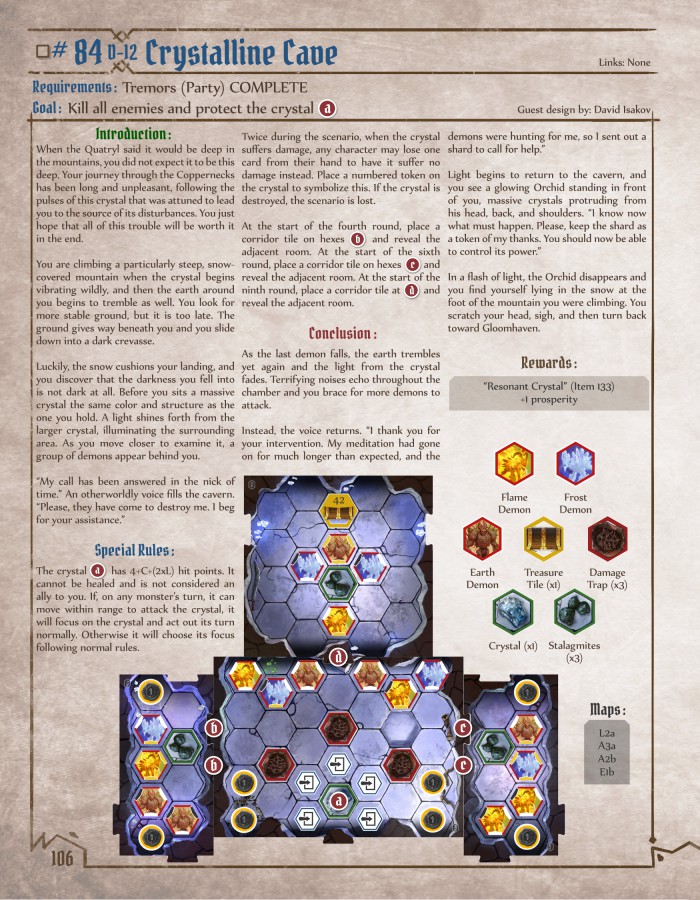 # 84 D-12 Crystalline Cave
Links: None
Requirements: Tremors (Party) COMPLETE
Goal: Kill all enemies and protect the crystal a
Guest design by: David Isakov
Introduction:
When the Quatryl said it would be deep in
the mountains, you did not expect it to be this
deep. Your journey through the Coppernecks
has been long and unpleasant, following the
pulses of this crystal that was attuned to lead
you to the source of its disturbances. You just
hope that all of this trouble will be worth it
in the end.
You are climbing a particularly steep, snow-
covered mountain when the crystal begins
vibrating wildly, and then the earth around
you begins to tremble as well. You look for
more stable ground, but it is too late. The
ground gives way beneath you and you slide
down into a dark crevasse.
Luckily, the snow cushions your landing, and
you discover that the darkness you fell into
is not dark at all. Before you sits a massive
crystal the same color and structure as the
one you hold. A light shines forth from the
larger crystal, illuminating the surrounding
area. As you move closer to examine it, a
group of demons appear behind you.
“My call has been answered in the nick of
time.” An otherworldly voice fills the cavern.
“Please, they have come to destroy me. I beg
for your assistance.”
Special Rules:
The crystal a has 4+C+(2xL) hit points. It
cannot be healed and is not considered an
ally to you. If, on any monster’s turn, it can
move within range to attack the crystal, it
will focus on the crystal and act out its turn
normally. Otherwise it will choose its focus
following normal rules.
Twice during the scenario, when the crystal
suffers damage, any character may lose one
card from their hand to have it suffer no
damage instead. Place a numbered token on
the crystal to symbolize this. If the crystal is
destroyed, the scenario is lost.
At the start of the fourth round, place a
corridor tile on hexes b and reveal the
adjacent room. At the start of the sixth
round, place a corridor tile on hexes c and
reveal the adjacent room. At the start of the
ninth round, place a corridor tile at d and
reveal the adjacent room.
Conclusion:
As the last demon falls, the earth trembles
yet again and the light from the crystal
fades. Terrifying noises echo throughout the
chamber and you brace for more demons to
attack.
Instead, the voice returns. “I thank you for
your intervention. My meditation had gone
on for much longer than expected, and the
demons were hunting for me, so I sent out a
shard to call for help.”
Light begins to return to the cavern, and
you see a glowing Orchid standing in front
of you, massive crystals protruding from
his head, back, and shoulders. “I know now
what must happen. Please, keep the shard as
a token of my thanks. You should now be able
to control its power.”
In a flash of light, the Orchid disappears and
you find yourself lying in the snow at the
foot of the mountain you were climbing. You
scratch your head, sigh, and then turn back
toward Gloomhaven.
Rewards:
“Resonant Crystal” (Item 133)
+1 prosperity
Flame
Demon
Frost
Demon
Earth
Demon
Treasure
Tile (x1)
Damage
Trap (x3)
Crystal (x1)
Stalagmites
(x3)
Maps:
L2a
A3a
A2b
E1b
42
d
b
c
b
c
1
1
1
1
1
1
1
1
a
106